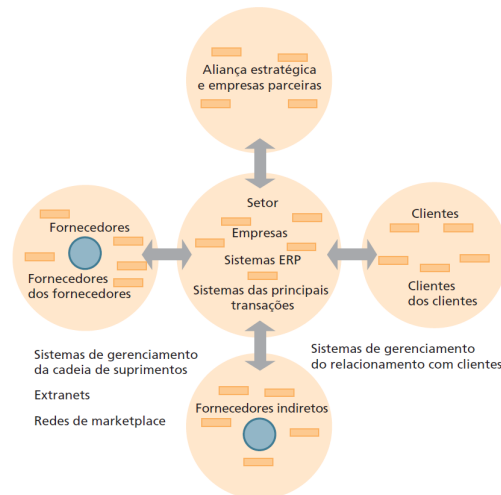 Aliança estratégica
e empresas parceiras
Setor
Empresas
Sistemas ERP
Sistemas das principais
transações
Fornecedores
Fornecedores
dos fornecedores
Clientes
Clientes
dos clientes
Sistemas de gerenciamento
da cadeia de suprimentos
Extranets
Redes de marketplace
Sistemas de gerenciamento
do relacionamento com clientes
Fornecedores indiretos